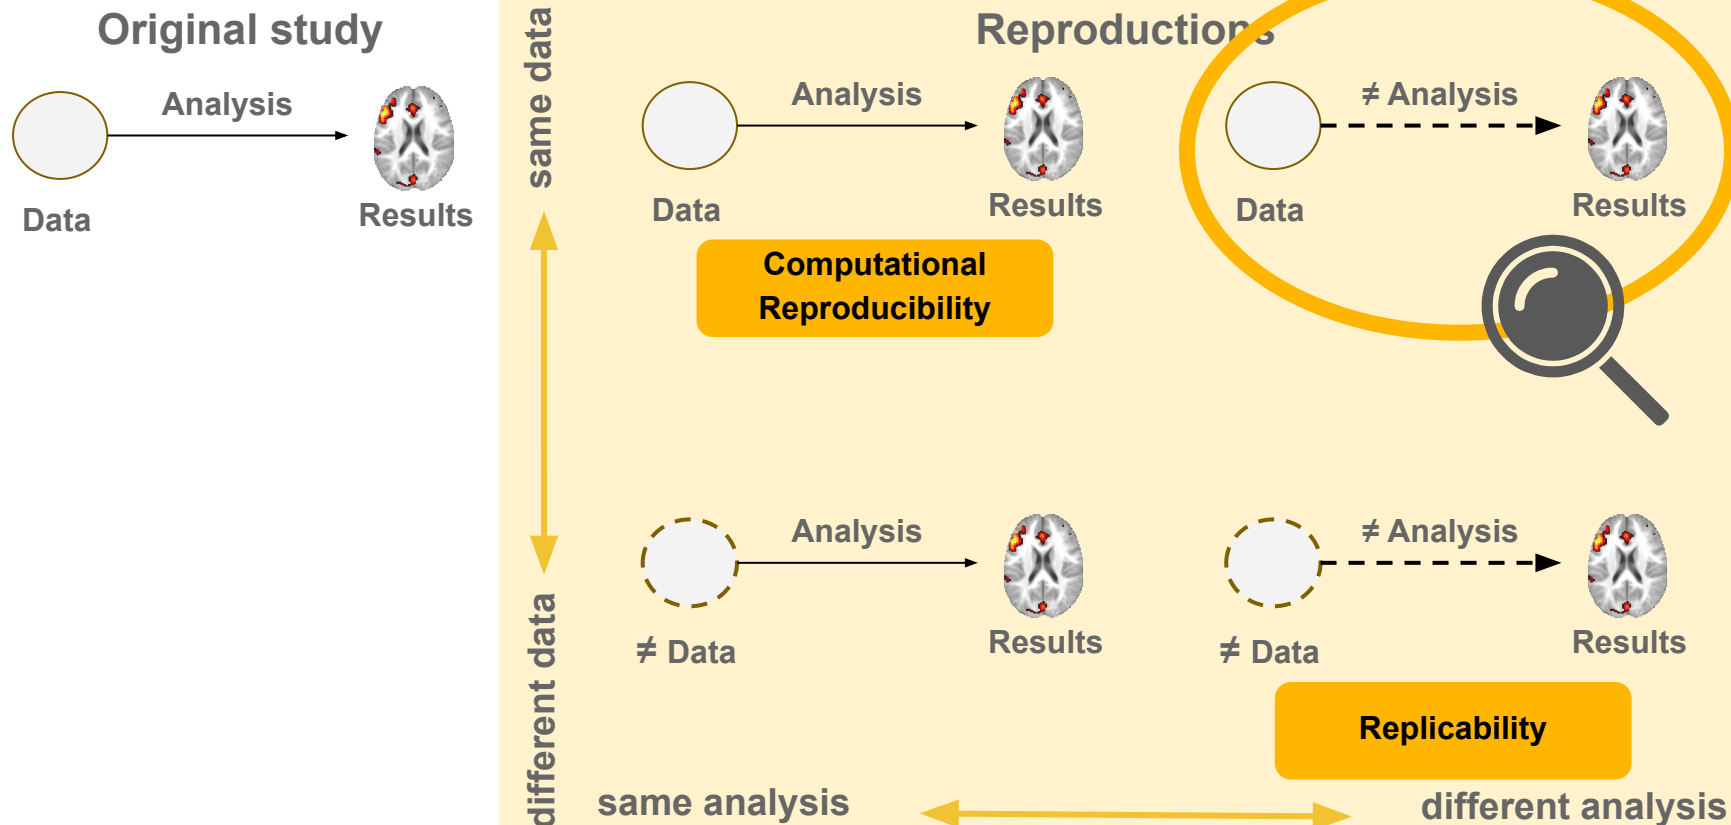 Original study
Analysis
Data
Results
Reproductions
same data
different data
Analysis
Data
Results
Computational
Reproducibility
≠ Analysis
Data
Results
Analysis
≠ Data
Results
≠ Analysis
≠ Data
Results
Replicability
same analysis
different analysis